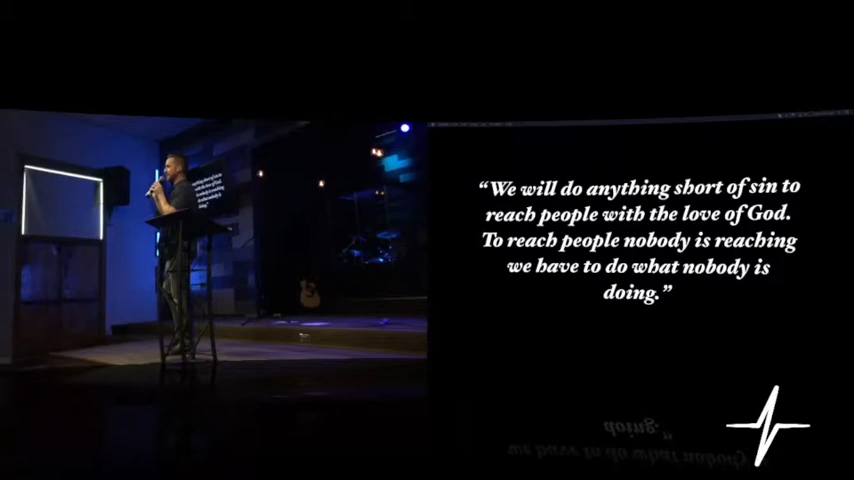 “We will do anything short of sin to
reach people with the love of God.
To reach people nobody is reaching
we have to do what nobody is
doing.”